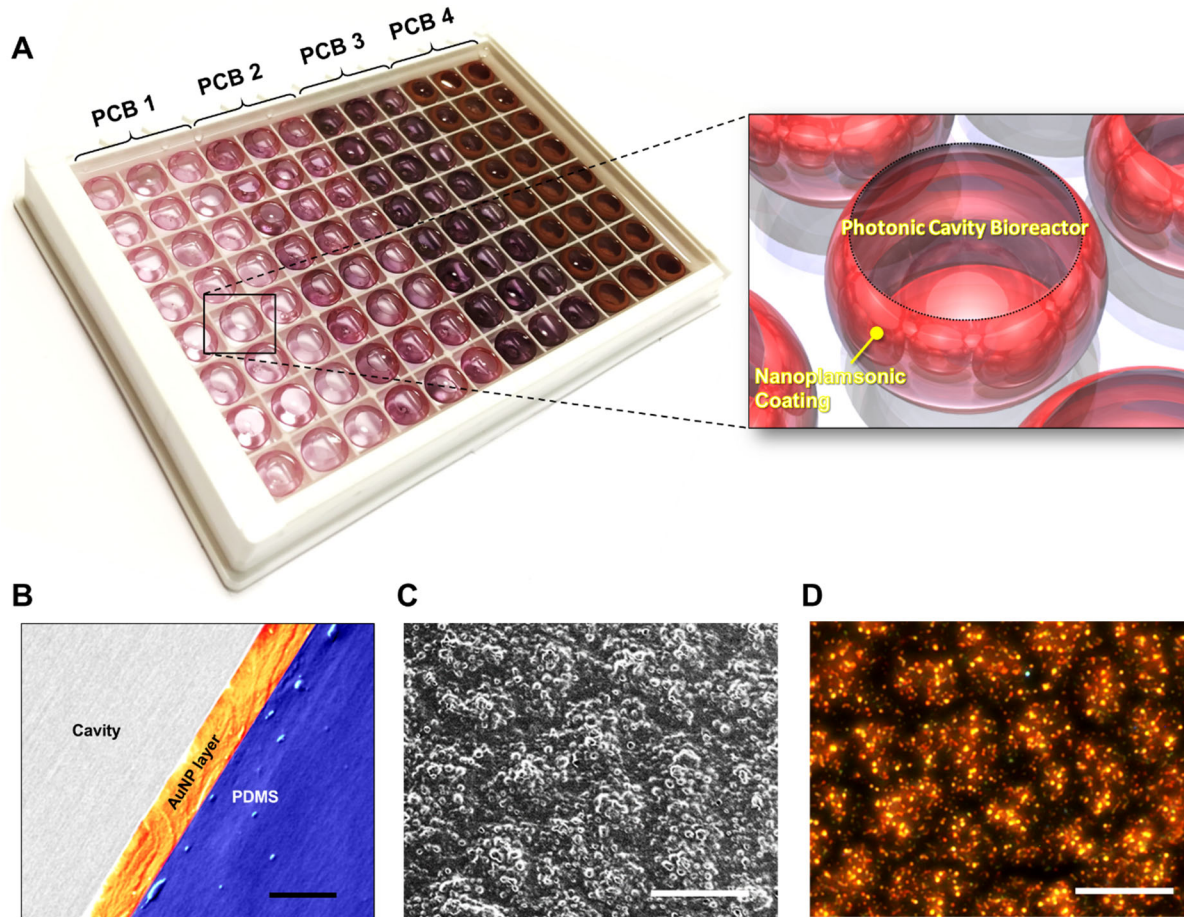 A
PCB 1
PCB 2
PCB 3
PCB 4
Photonic Cavity Bioreactor
Nanoplamsonic
Coating
B
Cavity
AuNP layer
PDMS
C
D